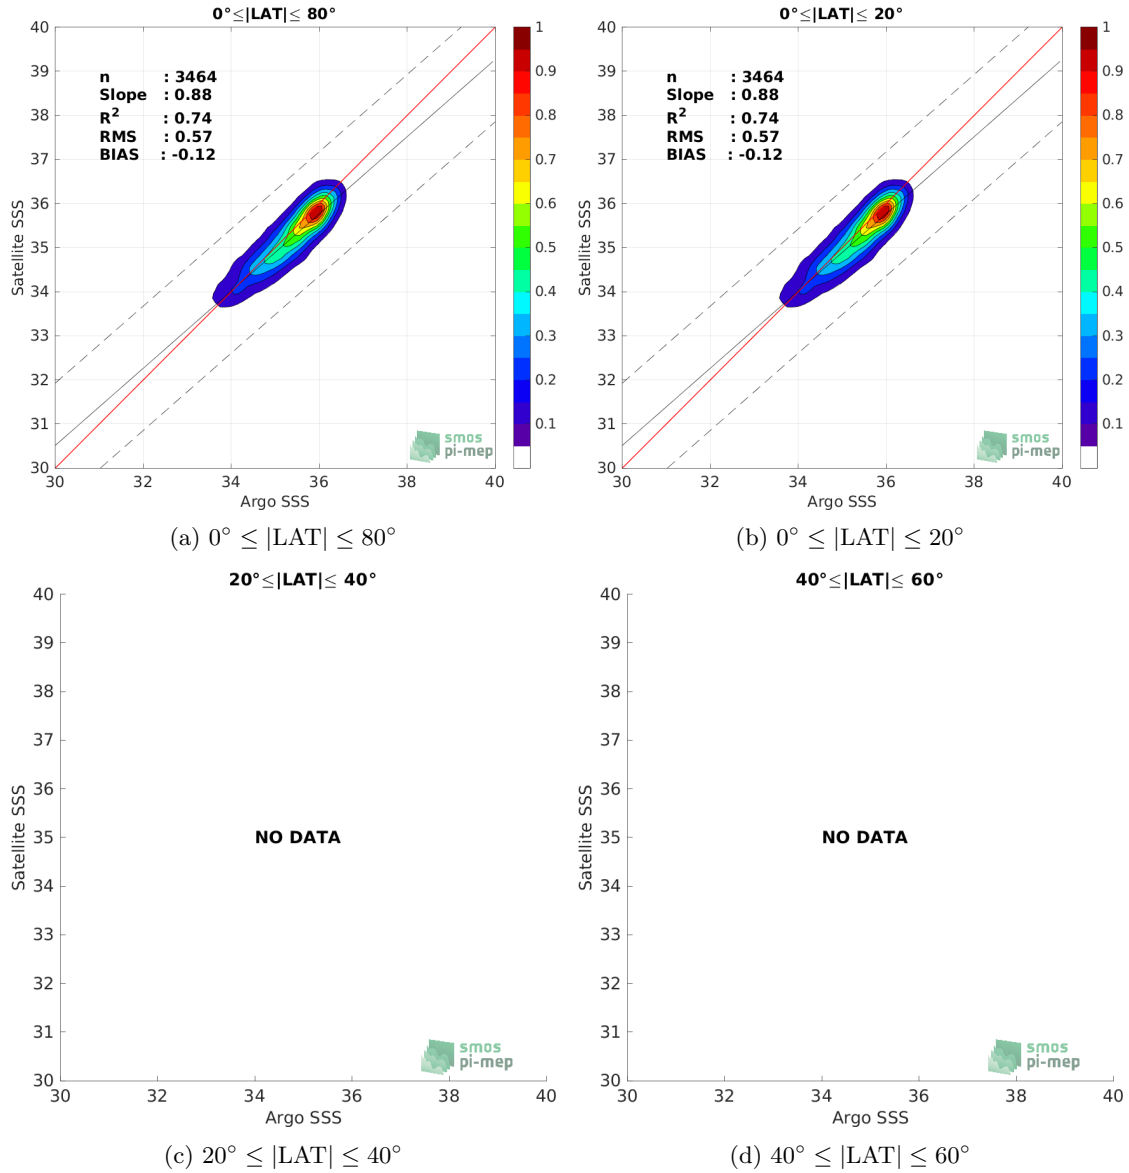 0°≤|LAT|≤ 80°
40
39
38
37
36
35
34
33
32
31
30
Satellite SSS
n : 3464
Slope : 0.88
R² : 0.74
RMS : 0.57
BIAS : -0.12
smos
pi-mep
30 32 34 36 38 40
Argo SSS
1
0.9
0.8
0.7
0.6
0.5
0.4
0.3
0.2
0.1
(a) 0° ≤ |LAT| ≤ 80°
0°≤|LAT|≤ 20°
40
39
38
37
36
35
34
33
32
31
30
Satellite SSS
n : 3464
Slope : 0.88
R² : 0.74
RMS : 0.57
BIAS : -0.12
smos
pi-mep
30 32 34 36 38 40
Argo SSS
1
0.9
0.8
0.7
0.6
0.5
0.4
0.3
0.2
0.1
(b) 0° ≤ |LAT| ≤ 20°
20°≤|LAT|≤ 40°
40
39
38
37
36
35
34
33
32
31
30
Satellite SSS
NO DATA
smos
pi-mep
30 32 34 36 38 40
Argo SSS
(c) 20° ≤ |LAT| ≤ 40°
40°≤|LAT|≤ 60°
40
39
38
37
36
35
34
33
32
31
30
Satellite SSS
NO DATA
smos
pi-mep
30 32 34 36 38 40
Argo SSS
(d) 40° ≤ |LAT| ≤ 60°